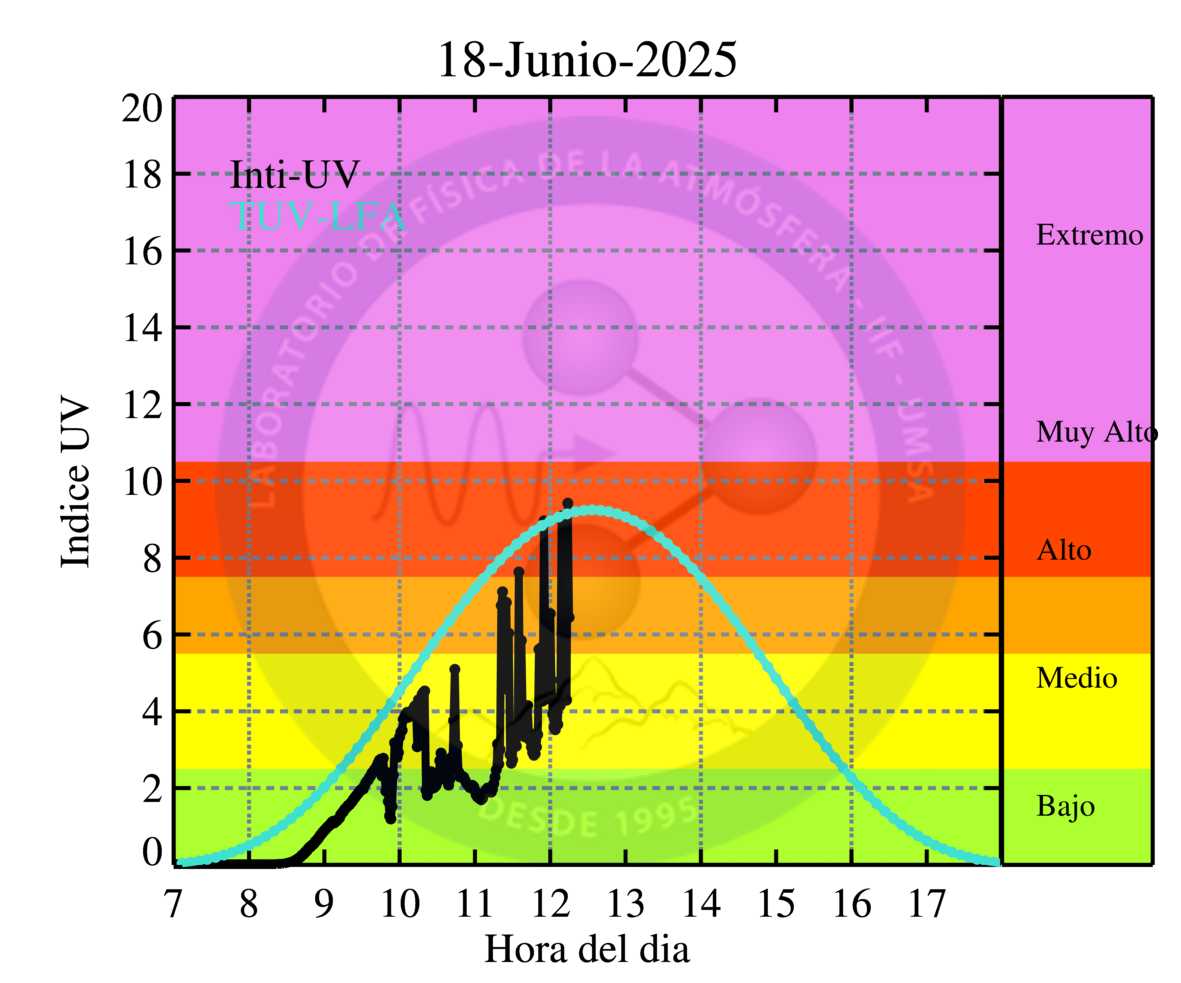 18-Junio-2025
Indice UV
20
18
16
14
12
10
8
6
4
2
0
Inti-UV
TUV-LFA
LABORATORIO DE FÍSICA DE LA ATMÓSFERA - IIF - UMSA
DESDE 1995
Extremo
Muy Alto
Alto
Medio
Bajo
7 8 9 10 11 12 13 14 15 16 17
Hora del dia